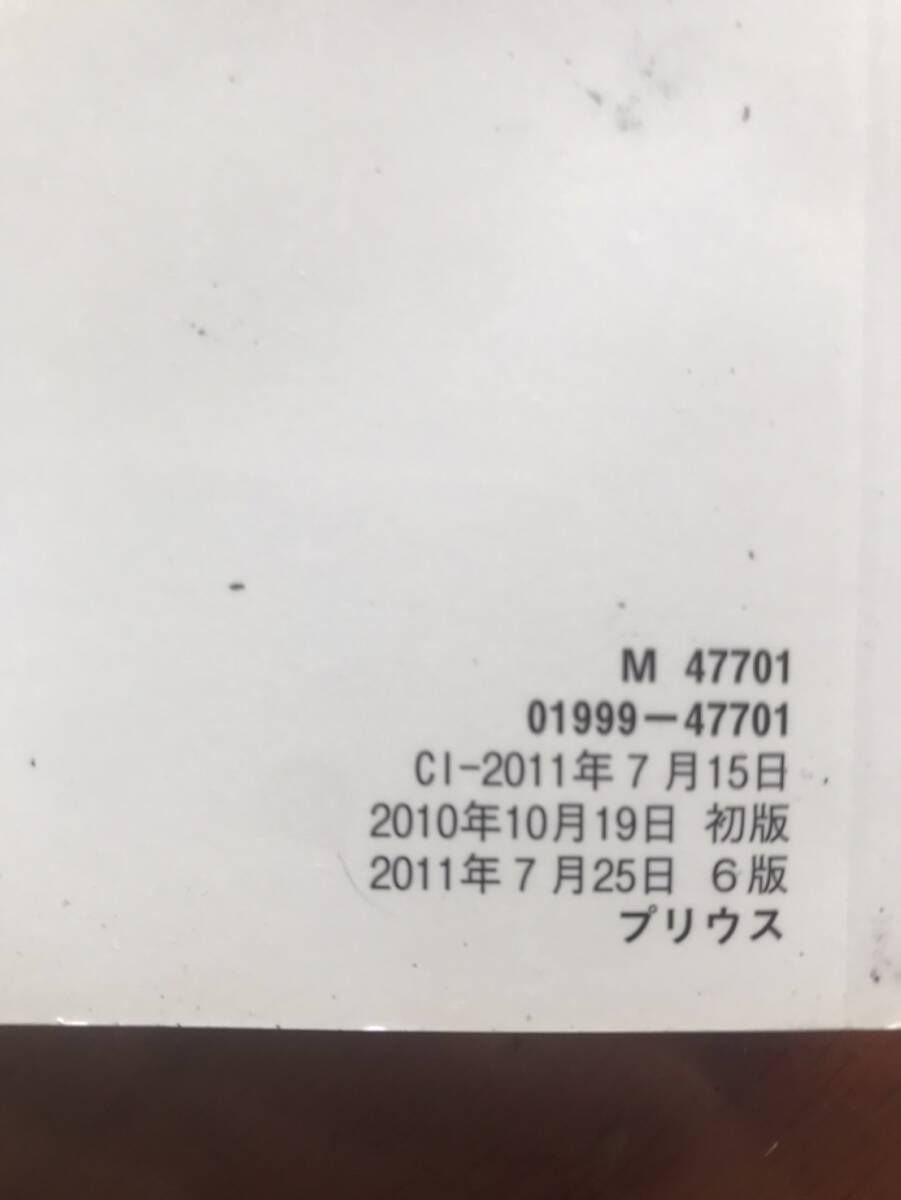 M 47701
01999－47701
CI-2011年７月15日
2010年10月19日 初版
2011年７月25日 ６版
プリウス